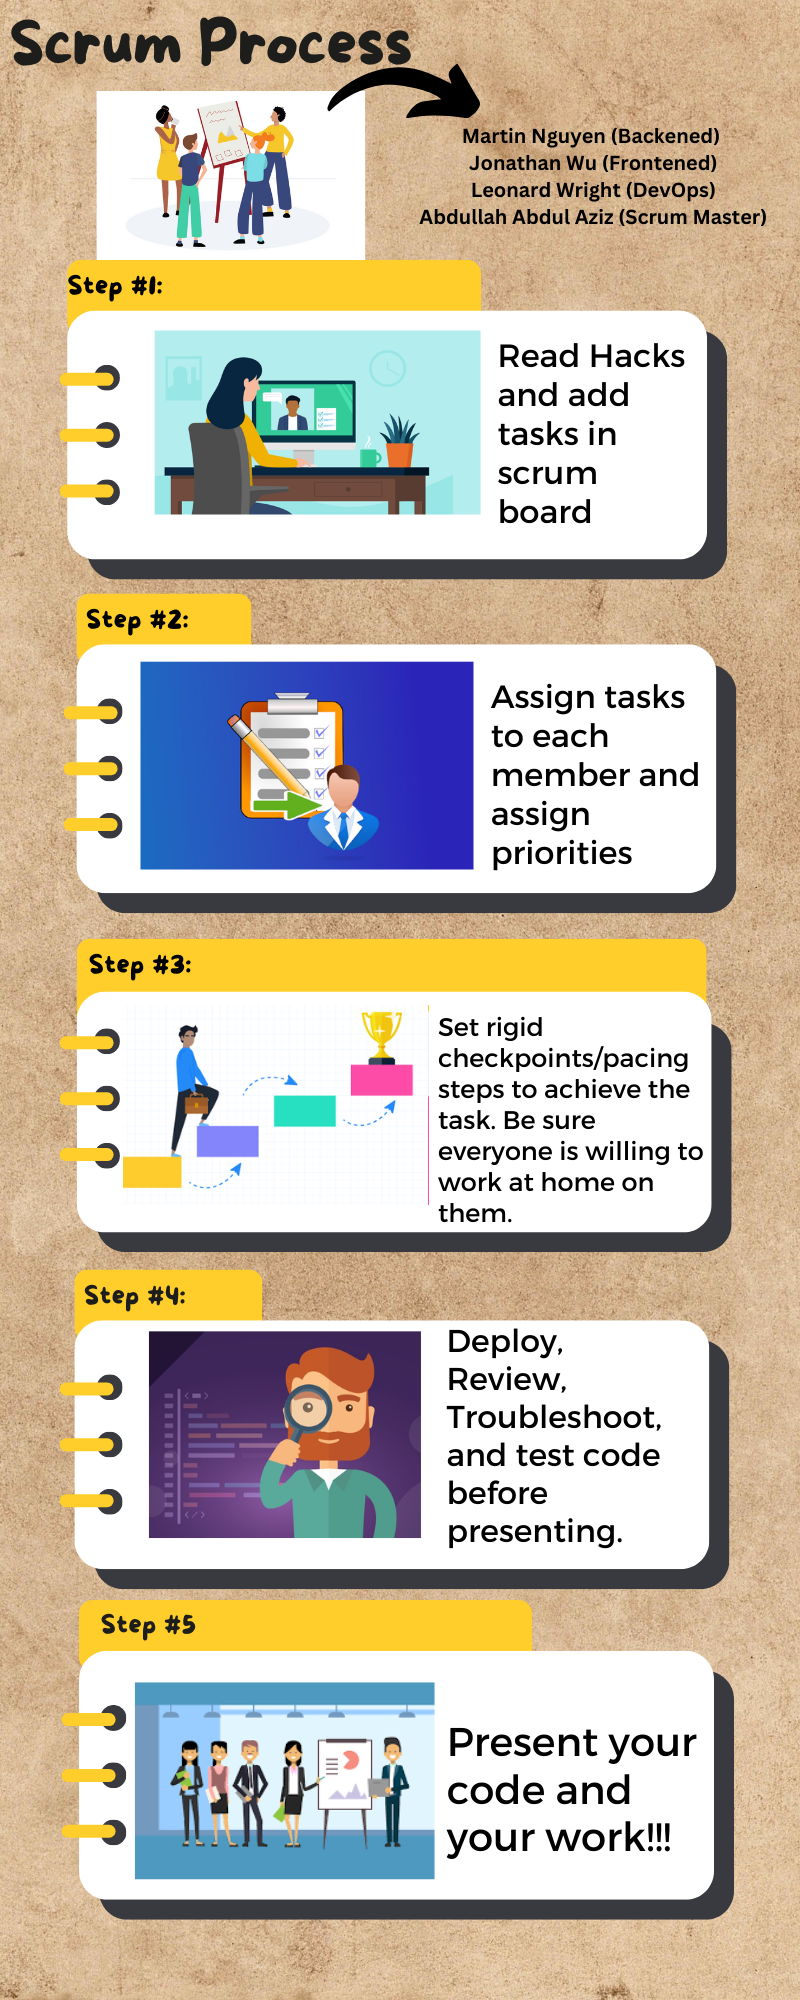 Scrum Process
Martin Nguyen (Backened)
Jonathan Wu (Frontened)
Leonard Wright (DevOps)
Abdullah Abdul Aziz (Scrum Master)
Step #1:
Read Hacks
and add
tasks in
scrum
board
Step #2:
Assign tasks
to each
member and
assign
priorities
Step #3:
Set rigid
checkpoints/pacing
steps to achieve the
task. Be sure
everyone is willing to
work at home on
them.
Step #4:
Deploy,
Review,
Troubleshoot,
and test code
before
presenting.
Step #5
Present your
code and
your work!!!